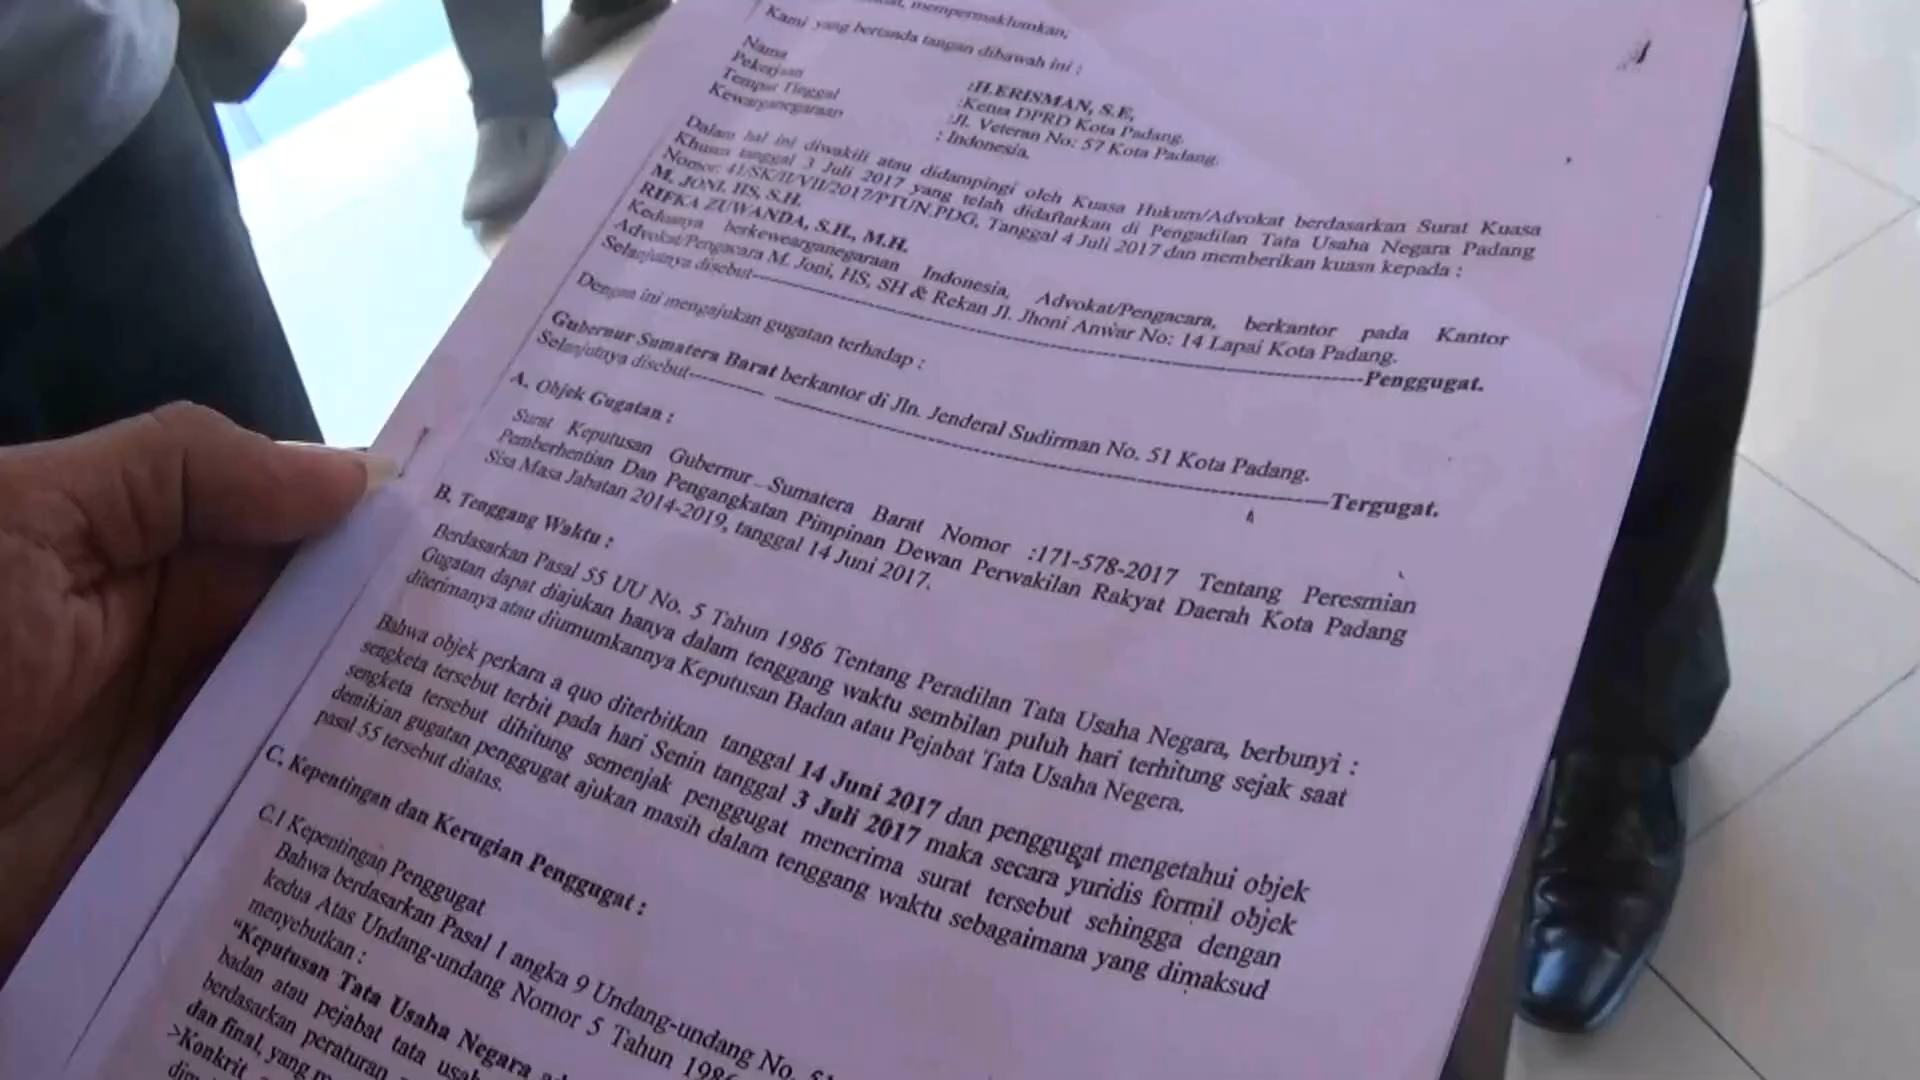 mempermaklumkan;
Kami yang bertanda tangan dibawah ini :
Nama :H.ERISMAN, S.E,
Pekerjaan :Ketua DPRD Kota Padang.
Tempat Tinggal :Jl. Veteran No: 57 Kota Padang.
Kewarganegaraan : Indonesia.
Dalam hal ini diwakili atau didampingi oleh Kuasa Hukum/Advokat berdasarkan Surat Kuasa
Khusus tanggal 3 Juli 2017 yang telah didaftarkan di Pengadilan Tata Usaha Negara Padang
Nomor: 41/SK/II/VII/2017/PTUN.PDG, Tanggal 4 Juli 2017 dan memberikan kuasa kepada :
M. JONI, HS, S.H.
RIFKA ZUWANDA, S.H., M.H.
Keduanya berkewearganegaraan Indonesia, Advokat/Pengacara, berkantor pada Kantor
Advokat/Pengacara M. Joni, HS, SH & Rekan Jl. Jhoni Anwar No: 14 Lapai Kota Padang.
Selanjutnya disebut---Penggugat.
Dengan ini mengajukan gugatan terhadap :
Gubernur Sumatera Barat berkantor di Jln. Jenderal Sudirman No. 51 Kota Padang.
Selanjutnya disebut---Tergugat.
A. Objek Gugatan :
Surat Keputusan Gubernur Sumatera Barat Nomor :171-578-2017 Tentang Peresmian
Pemberhentian Dan Pengangkatan Pimpinan Dewan Perwakilan Rakyat Daerah Kota Padang
Sisa Masa Jabatan 2014-2019, tanggal 14 Juni 2017.
B. Tenggang Waktu :
Berdasarkan Pasal 55 UU No. 5 Tahun 1986 Tentang Peradilan Tata Usaha Negara, berbunyi :
Gugatan dapat diajukan hanya dalam tenggang waktu sembilan puluh hari terhitung sejak saat
diterimanya atau diumumkannya Keputusan Badan atau Pejabat Tata Usaha Negera.
Bahwa objek perkara a quo diterbitkan tanggal 14 Juni 2017 dan penggugat mengetahui objek
sengketa tersebut terbit pada hari Senin tanggal 3 Juli 2017 maka secara yuridis formil objek
sengketa tersebut dihitung semenjak penggugat menerima surat tersebut sehingga dengan
demikian gugatan penggugat ajukan masih dalam tenggang waktu sebagaimana yang dimaksud
pasal 55 tersebut diatas.
C. Kepentingan dan Kerugian Penggugat :
C.1 Kepentingan Penggugat
Bahwa berdasarkan Pasal 1 angka 9 Undang-undang No. 51
kedua Atas Undang-undang Nomor 5 Tahun 1986
menyebutkan :
"Keputusan Tata Usaha Negara
badan atau pejabat tata
berdasarkan peraturan
dan final, yang
>Konkrit